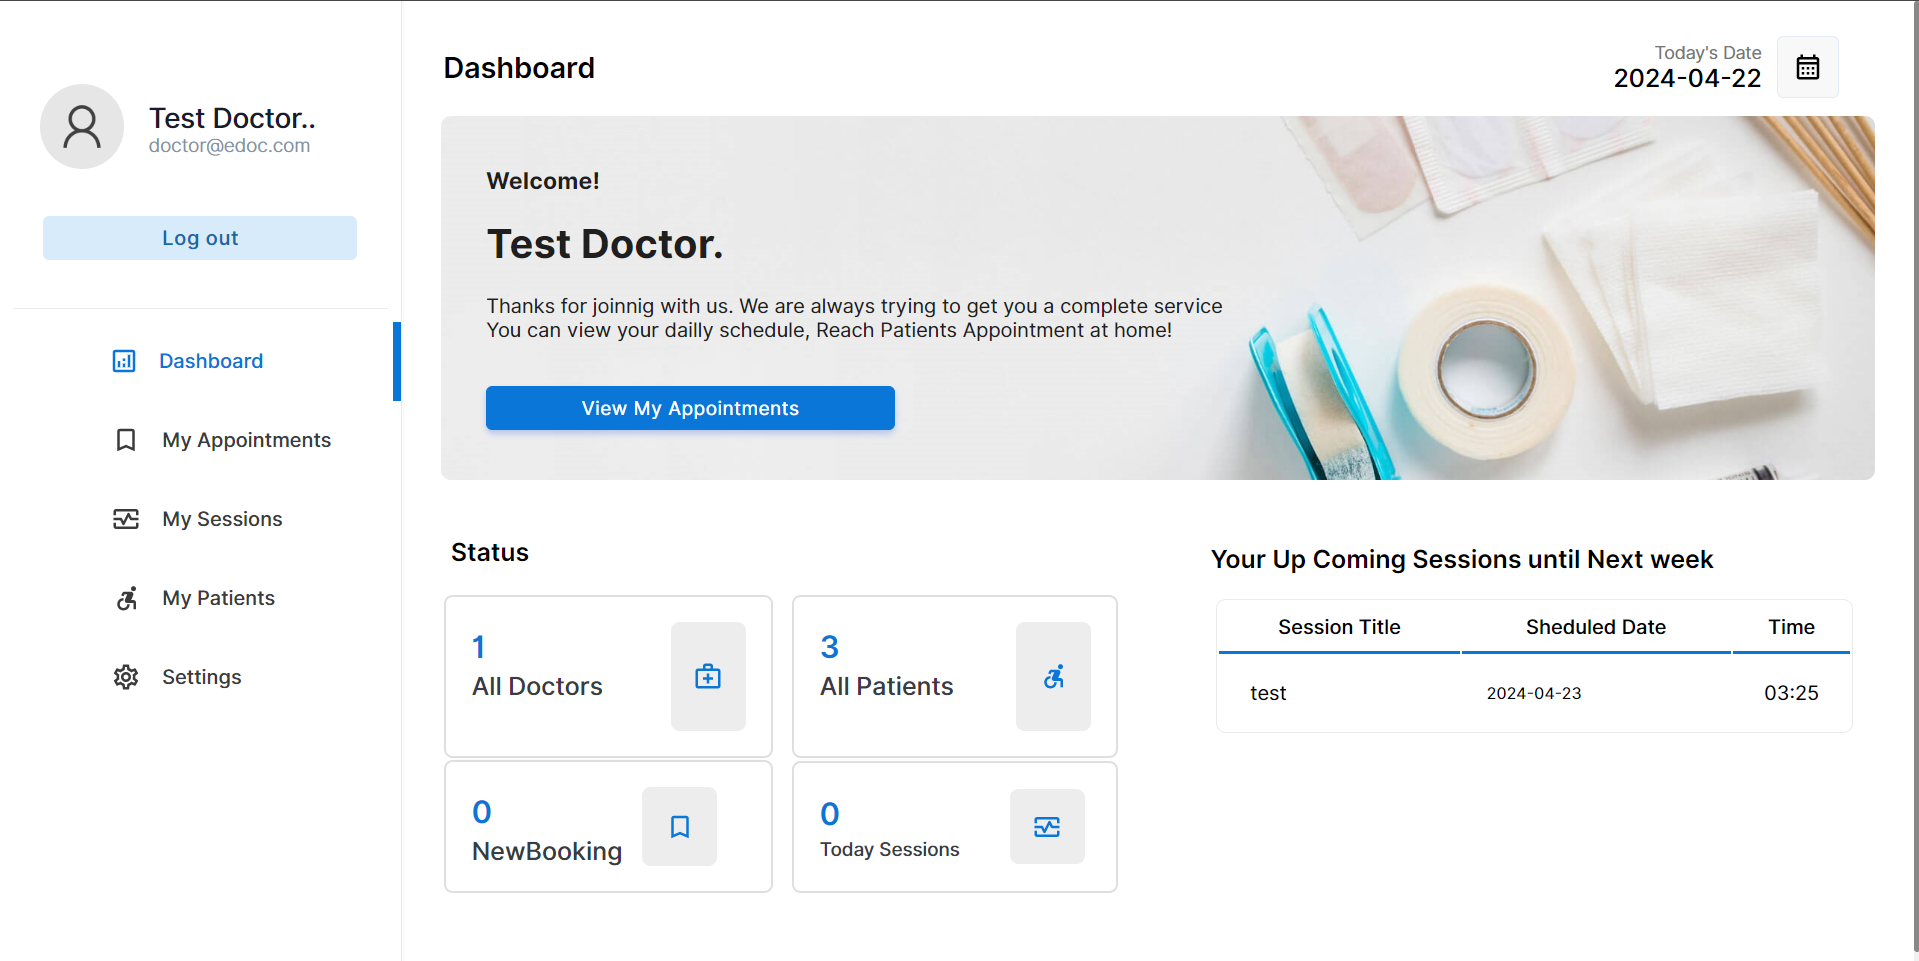 Test Doctor..
doctor@edoc.com
Log out
Dashboard
My Appointments
My Sessions
My Patients
Settings
Dashboard
Today's Date
2024-04-22
Welcome!
Test Doctor.
Thanks for joinnig with us. We are always trying to get you a complete service
You can view your dailly schedule, Reach Patients Appointment at home!
View My Appointments
Status
1
All Doctors
3
All Patients
0
NewBooking
0
Today Sessions
Your Up Coming Sessions until Next week
Session Title Sheduled Date Time
test 2024-04-23 03:25